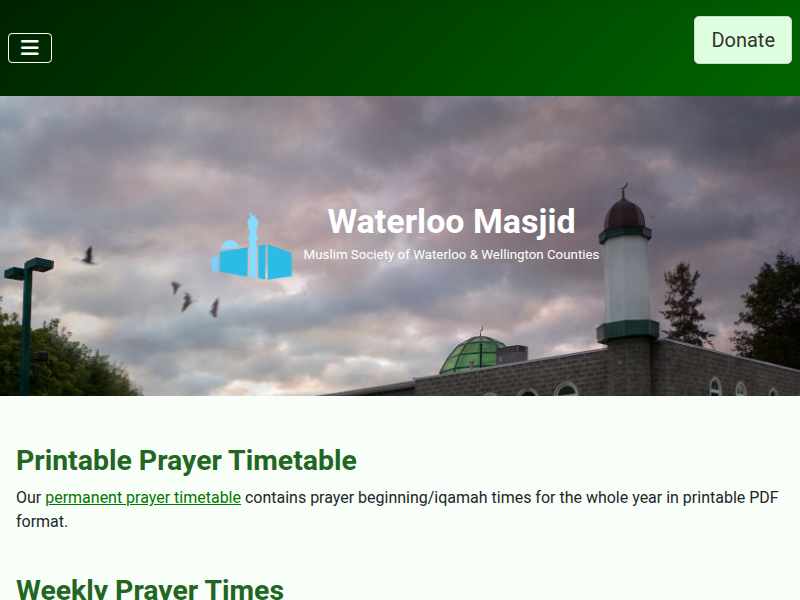 Donate
Waterloo Masjid
Muslim Society of Waterloo & Wellington Counties
Printable Prayer Timetable
Our permanent prayer timetable contains prayer beginning/iqamah times for the whole year in printable PDF
format.
Weekly Prayer Times